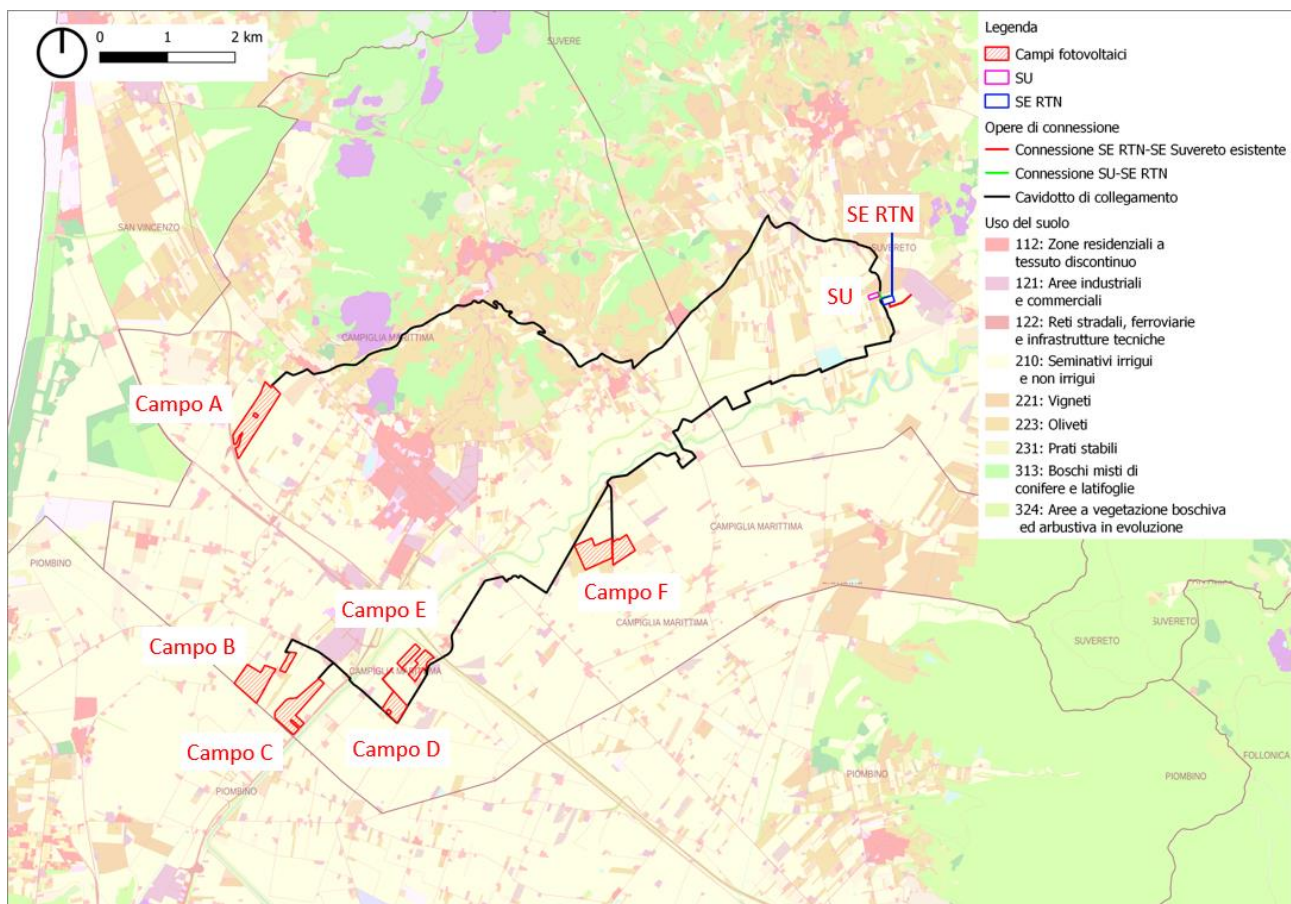 0 1 2 km
Legenda
Campi fotovoltaici
SU
SE RTN
Opere di connessione
Connessione SE RTN-SE Suvereto esistente
Connessione SU-SE RTN
Cavidotto di collegamento
Uso del suolo
112: Zone residenziali a
tessuto discontinuo
121: Aree industriali
e commerciali
122: Reti stradali, ferroviarie
e infrastrutture tecniche
210: Seminativi irrigui
e non irrigui
221: Vigneti
223: Oliveti
231: Prati stabili
313: Boschi misti di
conifere e latifoglie
324: Aree a vegetazione boschiva
ed arbustiva in evoluzione
SUVERE
SAN VINCENZO
SE RTN
SUVERETO
SU
CAMPIGLIA MARITTIMA
Campo A
CAMPIGLIA MARITTIMA
PIOMBINO
Campo F
Campo E
CAMPIGLIA MARITTIMA
Campo B
CAMPIGLIA MARITTIMA
Campo C
Campo D
PIOMBINO
SUVERETO
SUVERETO
FOLLONICA
PIOMBINO
PIOMBINO